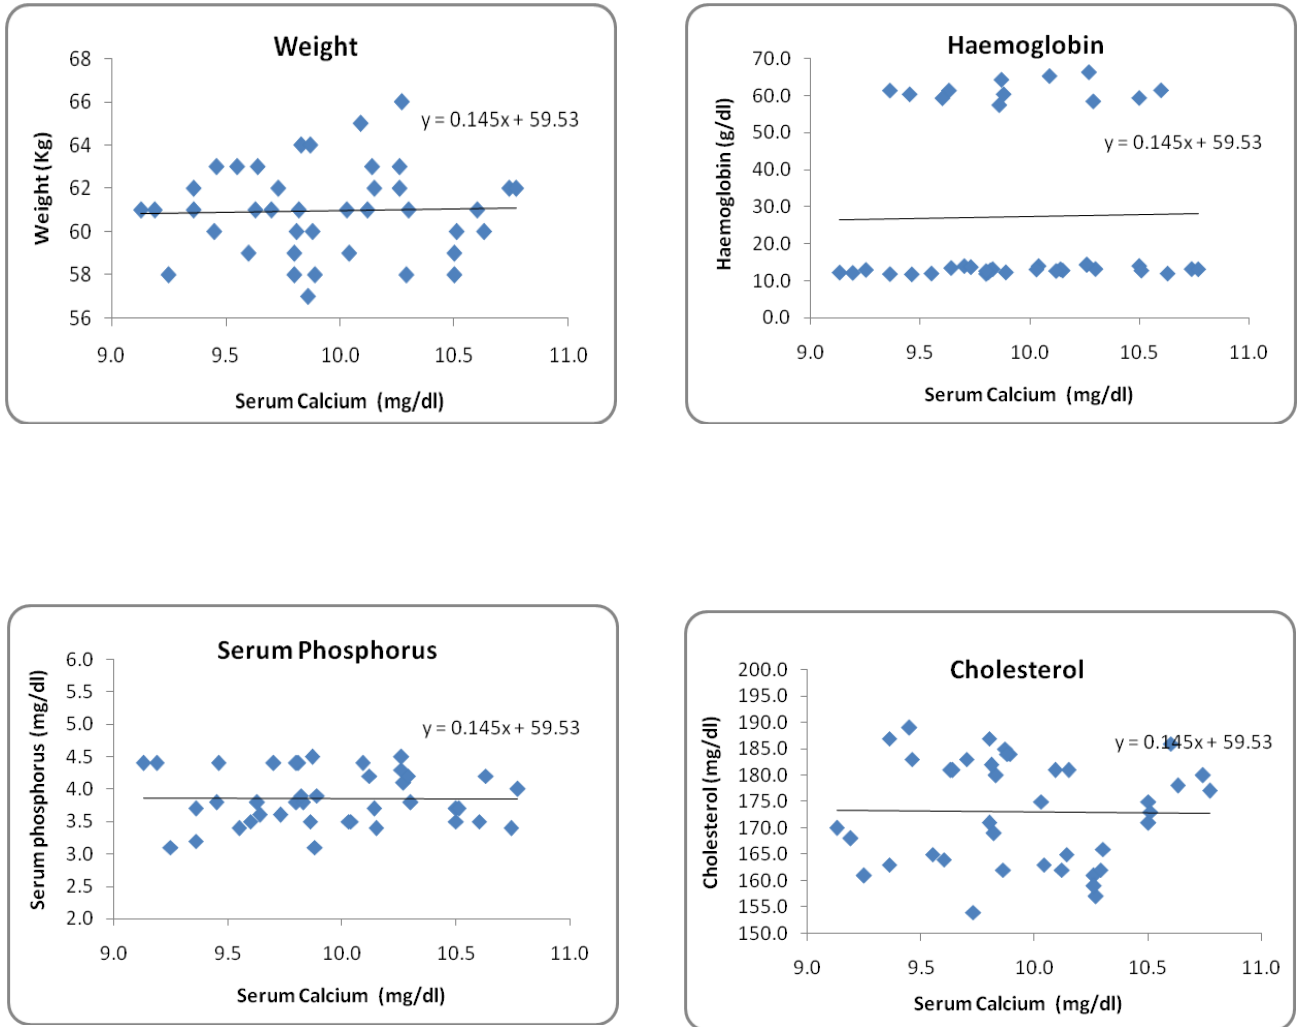 Weight
68
66
64
62
60
58
56
Weight (Kg)
y = 0.145x + 59.53
9.0 9.5 10.0 10.5 11.0
Serum Calcium (mg/dl)
Haemoglobin
70.0
60.0
50.0
40.0
30.0
20.0
10.0
0.0
Haemoglobin (g/dl)
y = 0.145x + 59.53
9.0 9.5 10.0 10.5 11.0
Serum Calcium (mg/dl)
Serum Phosphorus
6.0
5.5
5.0
4.5
4.0
3.5
3.0
2.5
2.0
Serum phosphorus (mg/dl)
y = 0.145x + 59.53
9.0 9.5 10.0 10.5 11.0
Serum Calcium (mg/dl)
Cholesterol
200.0
195.0
190.0
185.0
180.0
175.0
170.0
165.0
160.0
155.0
150.0
Cholesterol (mg/dl)
y = 0.145x + 59.53
9.0 9.5 10.0 10.5 11.0
Serum Calcium (mg/dl)